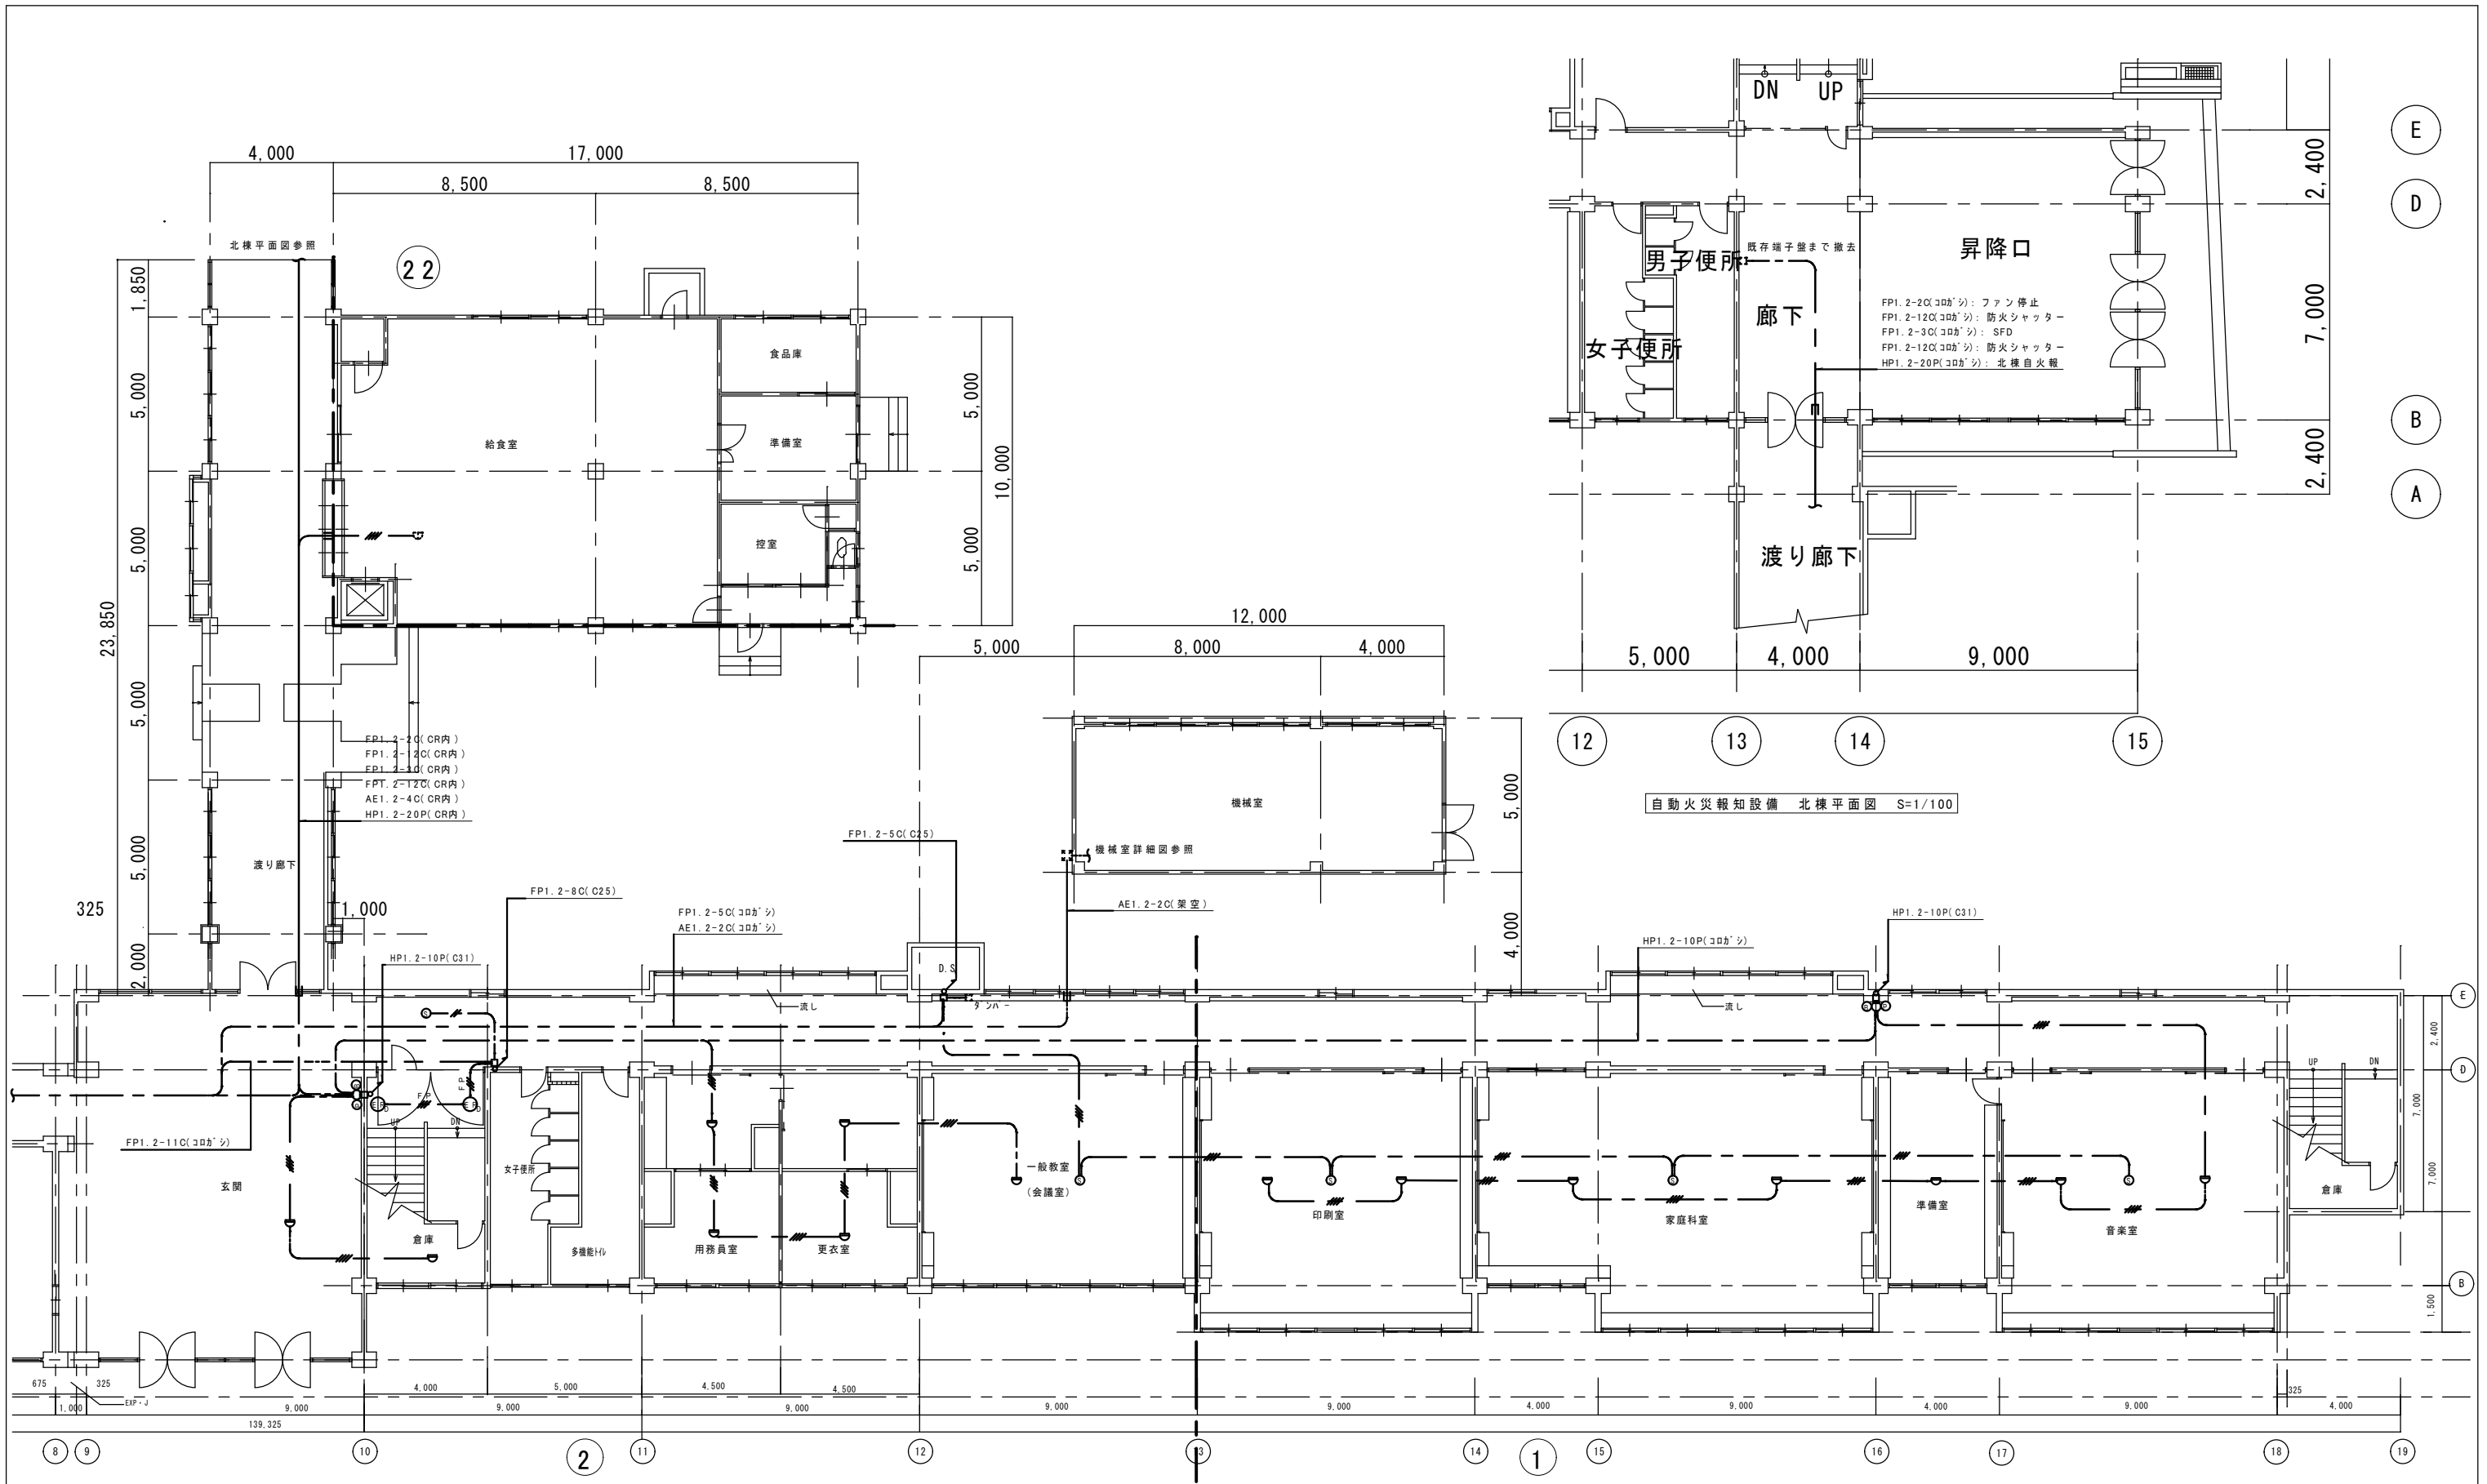 4,000
17,000
8,500
8,500
北棟平面図参照
22
1,850
5,000
5,000
5,000
5,000
2,000
23,850
325
1,000
食品庫
給食室
準備室
控室
5,000
5,000
10,000
FP1.2-2C(CR内)
FP1.2-12C(CR内)
FP1.2-3C(CR内)
FP1.2-12C(CR内)
AE1.2-4C(CR内)
HP1.2-20P(CR内)
渡り廊下
DN
UP
E
D
B
A
2,400
7,000
2,400
既存端子盤まで撤去
昇降口
男子便所
女子便所
廊下
FP1.2-2C(コロガシ): ファン停止
FP1.2-12C(コロガシ): 防火シャッター
FP1.2-3C(コロガシ): SFD
FP1.2-12C(コロガシ): 防火シャッター
HP1.2-20P(コロガシ): 北棟自火報
渡り廊下
5,000
4,000
9,000
12
13
14
15
自動火災報知設備 北棟平面図 S=1/100
12,000
5,000
8,000
4,000
機械室
機械室詳細図参照
5,000
4,000
FP1.2-5C(C25)
AE1.2-2C(架空)
FP1.2-8C(C25)
FP1.2-5C(コロガシ)
AE1.2-2C(コロガシ)
HP1.2-10P(C31)
HP1.2-10P(コロガシ)
HP1.2-10P(C31)
D.S
ダンパー
流し
流し
FP1.2-11C(コロガシ)
F.P
F.P
UP
DN
玄関
倉庫
女子便所
多機能トイレ
用務員室
更衣室
一般教室
(会議室)
印刷室
家庭科室
準備室
音楽室
倉庫
UP
DN
E
D
B
2,400
7,000
7,000
1,500
675
325
EXP-J
4,000
5,000
4,500
4,500
325
1,000
9,000
9,000
9,000
9,000
9,000
4,000
9,000
4,000
9,000
4,000
139,325
8
9
10
2
11
12
13
14
1
15
16
17
18
19